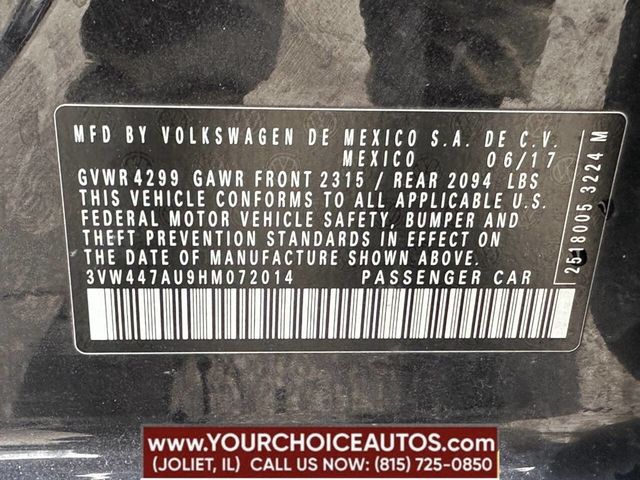 MFD BY VOLKSWAGEN DE MEXICO S.A. DE C.V.
MEXICO 06/17
GVWR 4299 GAWR FRONT 2315 / REAR 2094 LBS
THIS VEHICLE CONFORMS TO ALL APPLICABLE U.S.
FEDERAL MOTOR VEHICLE SAFETY, BUMPER AND
THEFT PREVENTION STANDARDS IN EFFECT ON
THE DATE OF MANUFACTURE SHOWN ABOVE.
3VW447AU9HM072014 PASSENGER CAR
2518005 3224 M
WWW.YOURCHOICEAUTOS.COM
(JOLIET, IL) CALL US NOW: (815) 725-0850